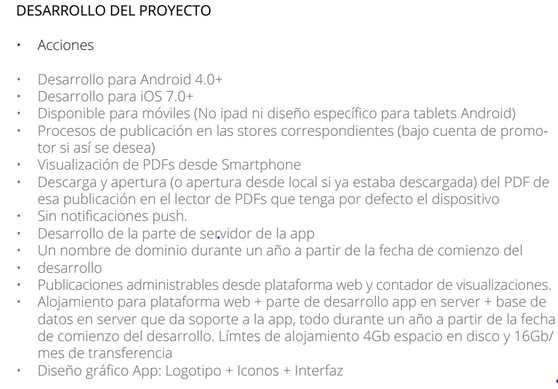 DESARROLLO DEL PROYECTO
• Acciones
• Desarrollo para Android 4.0+
• Desarrollo para iOS 7.0+
• Disponible para móviles (No ipad ni diseño específico para tablets Android)
• Procesos de publicación en las stores correspondientes (bajo cuenta de promo-
tor si así se desea)
• Visualización de PDFs desde Smartphone
• Descarga y apertura (o apertura desde local si ya estaba descargada) del PDF de
esa publicación en el lector de PDFs que tenga por defecto el dispositivo
• Sin notificaciones push.
• Desarrollo de la parte de servidor de la app
• Un nombre de dominio durante un año a partir de la fecha de comienzo del
• desarrollo
• Publicaciones administrables desde plataforma web y contador de visualizaciones.
• Alojamiento para plataforma web + parte de desarrollo app en server + base de
datos en server que da soporte a la app, todo durante un año a partir de la fecha
de comienzo del desarrollo. Límtes de alojamiento 4Gb espacio en disco y 16Gb/
mes de transferencia
• Diseño gráfico App: Logotipo + Iconos + Interfaz